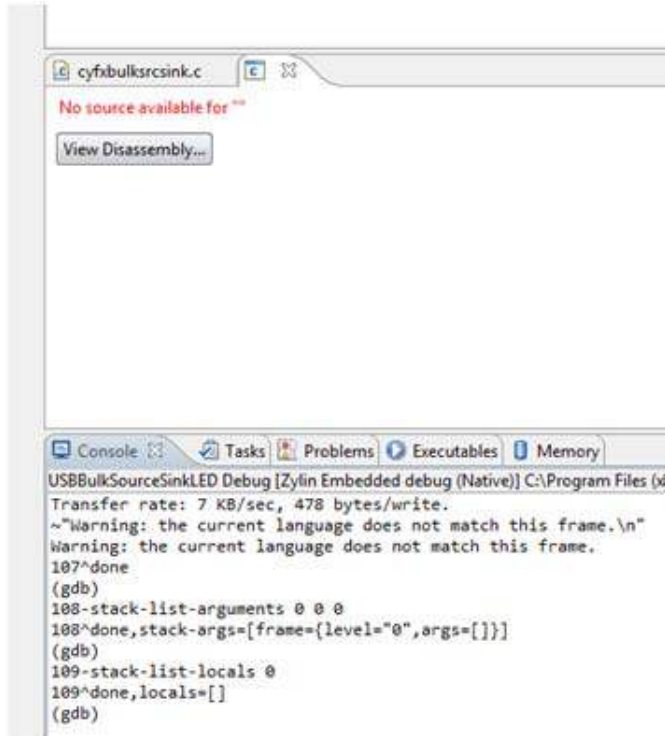 cyfxbulksrcsink.c
No source available for ""
View Disassembly...
Console Tasks Problems Executables Memory
USBBulkSourceSinkLED Debug [Zylin Embedded debug (Native)] C:\Program Files (x
Transfer rate: 7 KB/sec, 478 bytes/write.
~"Warning: the current language does not match this frame.\n"
Warning: the current language does not match this frame.
107^done
(gdb)
108-stack-list-arguments 0 0 0
108^done,stack-args=[frame={level="0",args=[]}]
(gdb)
109-stack-list-locals 0
109^done,locals=[]
(gdb)